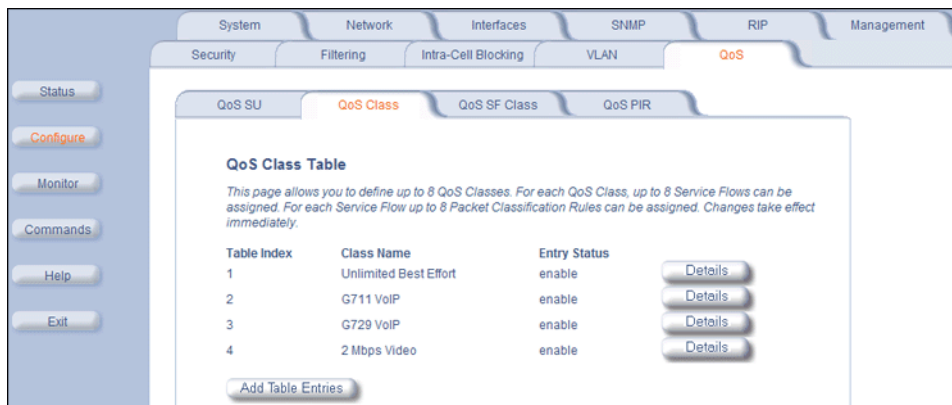 System Network Interfaces SNMP RIP Management
Security Filtering Intra-Cell Blocking VLAN QoS
Status
Configure
Monitor
Commands
Help
Exit
QoS SU QoS Class QoS SF Class QoS PIR
QoS Class Table
This page allows you to define up to 8 QoS Classes. For each QoS Class, up to 8 Service Flows can be
assigned. For each Service Flow up to 8 Packet Classification Rules can be assigned. Changes take effect
immediately.
Table Index Class Name Entry Status
1 Unlimited Best Effort enable Details
2 G711 VoIP enable Details
3 G729 VoIP enable Details
4 2 Mbps Video enable Details
Add Table Entries